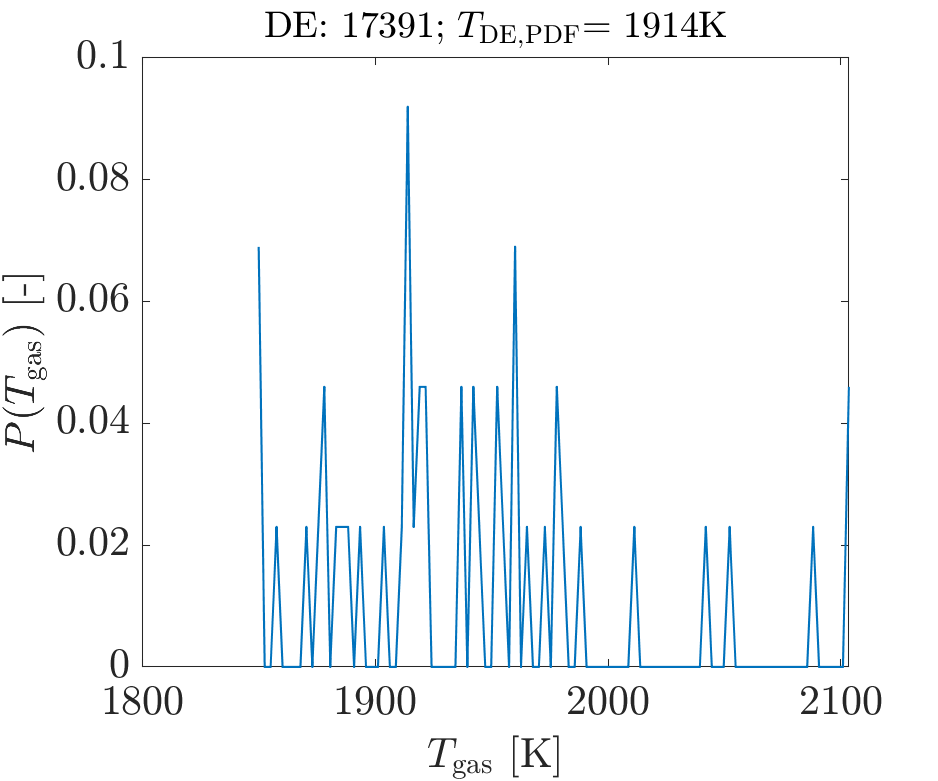 DE: 17391; T_DE,PDF= 1914K
0.1
0.08
0.06
0.04
0.02
0
P(T_gas) [-]
1800 1900 2000 2100
T_gas [K]